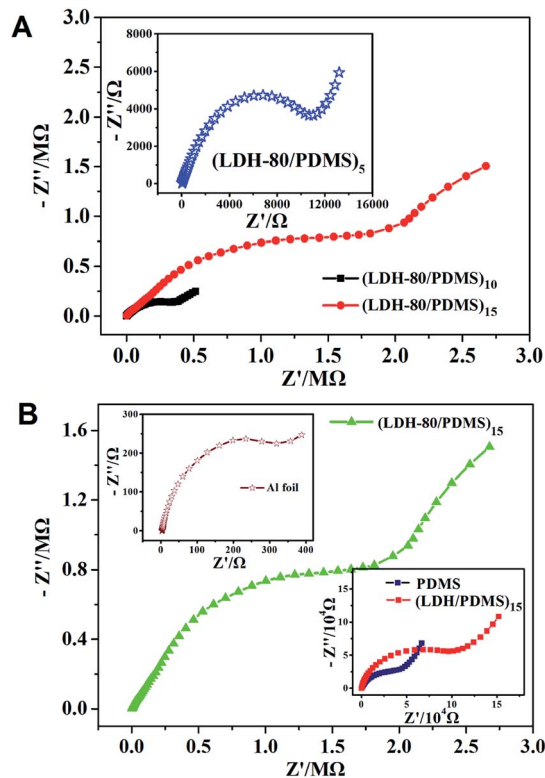 A
3.0
2.5
2.0
1.5
1.0
0.5
0.0
- Z''/MΩ
8000
6000
4000
2000
0
- Z''/Ω
(LDH-80/PDMS)5
0 4000 8000 12000 16000
Z'/Ω
(LDH-80/PDMS)10
(LDH-80/PDMS)15
0.0 0.5 1.0 1.5 2.0 2.5 3.0
Z'/MΩ
B
1.6
1.2
0.8
0.4
0.0
- Z''/MΩ
300
200
100
0
- Z''/Ω
Al foil
0 100 200 300 400
Z'/Ω
(LDH-80/PDMS)15
15
10
5
0
- Z''/10⁴Ω
PDMS
(LDH/PDMS)15
0 5 10 15
Z'/10⁴Ω
0.0 0.5 1.0 1.5 2.0 2.5 3.0
Z'/MΩ